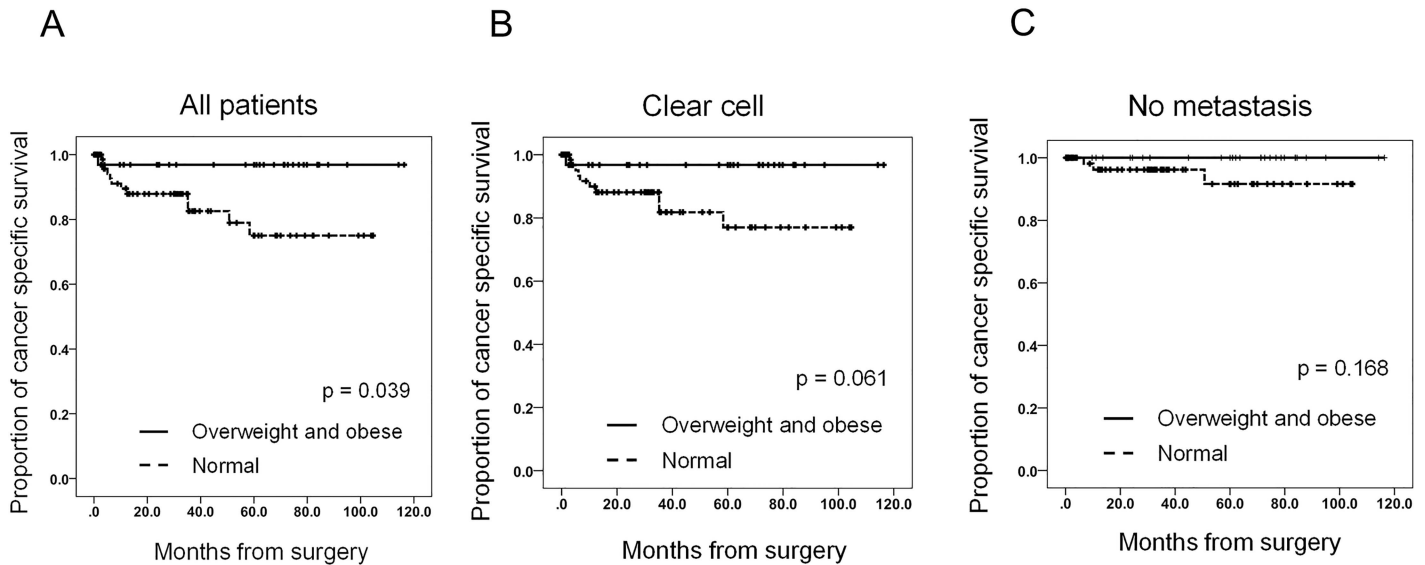 A
All patients
Proportion of cancer specific survival
1.0
0.8
0.6
0.4
0.2
0.0
p = 0.039
Overweight and obese
Normal
.0 20.0 40.0 60.0 80.0 100.0 120.0
Months from surgery
B
Clear cell
Proportion of cancer specific survival
1.0
0.8
0.6
0.4
0.2
0.0
p = 0.061
Overweight and obese
Normal
.0 20.0 40.0 60.0 80.0 100.0 120.0
Months from surgery
C
No metastasis
Proportion of cancer specific survival
1.0
0.8
0.6
0.4
0.2
0.0
p = 0.168
Overweight and obese
Normal
.0 20.0 40.0 60.0 80.0 100.0 120.0
Months from surgery